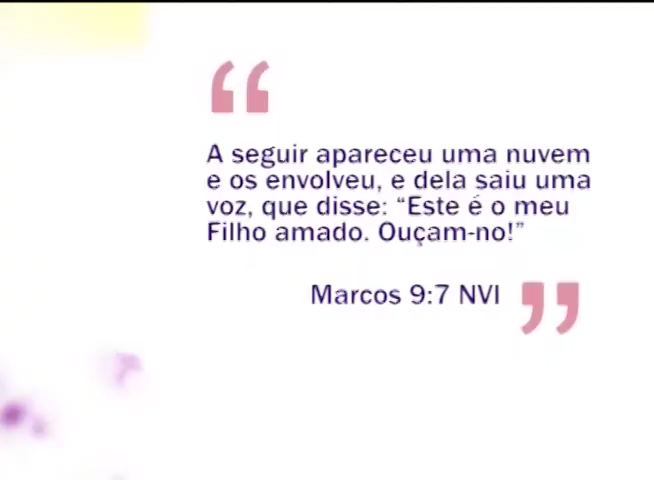 “
A seguir apareceu uma nuvem
e os envolveu, e dela saiu uma
voz, que disse: “Este é o meu
Filho amado. Ouçam-no!”
Marcos 9:7 NVI ”